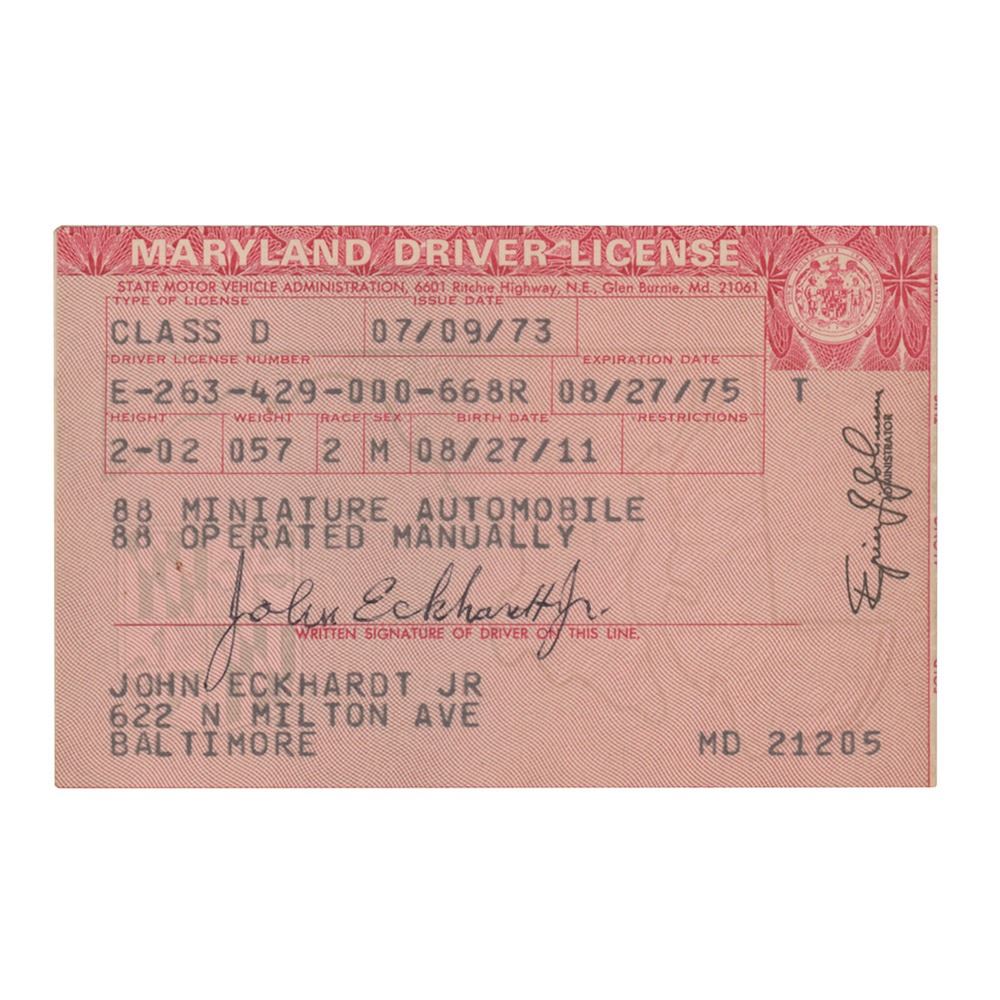 MARYLAND DRIVER LICENSE
STATE MOTOR VEHICLE ADMINISTRATION, 6601 Ritchie Highway, N.E., Glen Burnie, Md. 21061
TYPE OF LICENSE ISSUE DATE
CLASS D 07/09/73
DRIVER LICENSE NUMBER EXPIRATION DATE
E-263-429-000-668R 08/27/75 T
HEIGHT WEIGHT RACE SEX BIRTH DATE RESTRICTIONS
2-02 057 2 M 08/27/11
88 MINIATURE AUTOMOBILE
88 OPERATED MANUALLY
John Eckhardt Jr.
WRITTEN SIGNATURE OF DRIVER ON THIS LINE.
JOHN ECKHARDT JR
622 N MILTON AVE
BALTIMORE MD 21205
ADMINISTRATOR